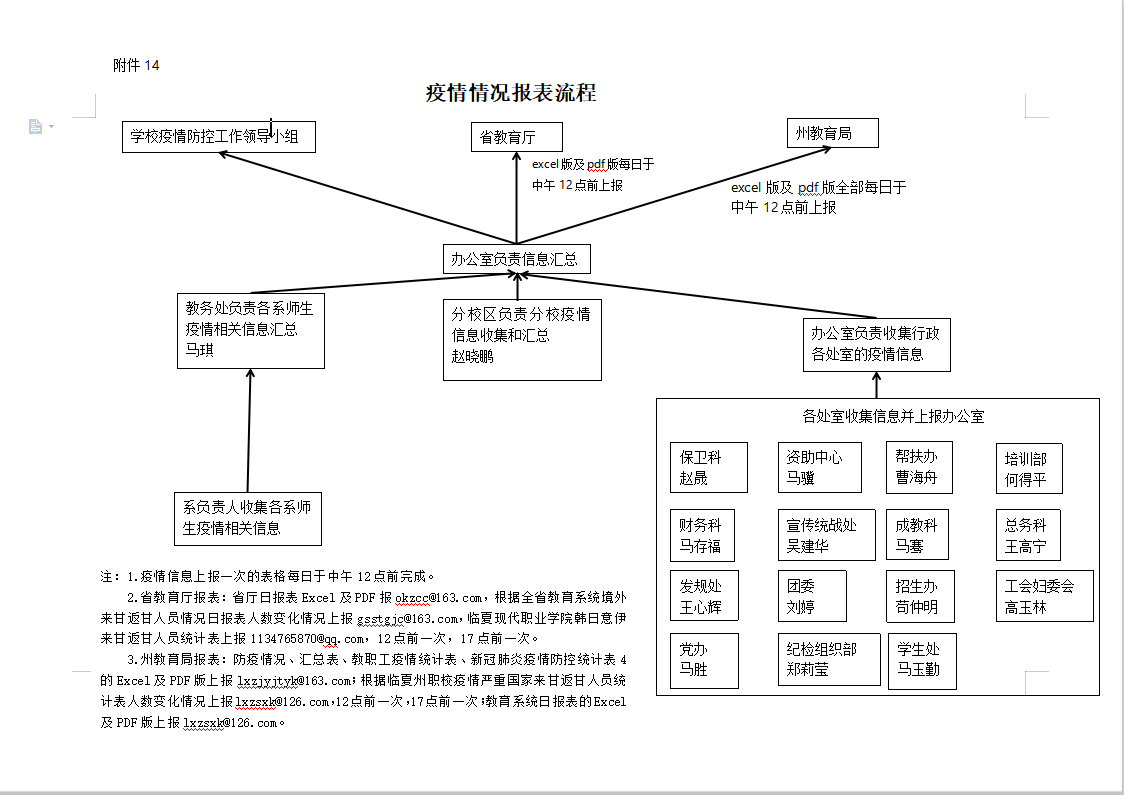 附件 14
疫情情况报表流程
学校疫情防控工作领导小组
省教育厅
州教育局
excel 版及 pdf 版每日于
中午 12 点前上报
excel 版及 pdf 版全部每日于
中午 12 点前上报
办公室负责信息汇总
教务处负责各系师生
疫情相关信息汇总
马琪
分校区负责分校疫情
信息收集和汇总
赵晓鹏
办公室负责收集行政
各处室的疫情信息
系负责人收集各系师
生疫情相关信息
各处室收集信息并上报办公室
保卫科
赵晟
资助中心
马骥
帮扶办
曹海舟
培训部
何得平
财务科
马存福
宣传统战处
吴建华
成教科
马骞
总务科
王高宁
发规处
王心辉
团委
刘婷
招生办
苟仲明
工会妇委会
高玉林
党办
马胜
纪检组织部
郑莉莹
学生处
马玉勤
注：1.疫情信息上报一次的表格每日于中午 12 点前完成。
2.省教育厅报表：省厅日报表 Excel 及 PDF 报 okzcc@163.com，根据全省教育系统境外
来甘返甘人员情况日报表人数变化情况上报 gsstgjc@163.com，临夏现代职业学院韩日意伊
来甘返甘人员统计表上报 1134765870@qq.com，12 点前一次，17 点前一次。
3.州教育局报表：防疫情况、汇总表、教职工疫情统计表、新冠肺炎疫情防控统计表 4
的 Excel 及 PDF 版上报 lxzjyjtyk@163.com；根据临夏州职校疫情严重国家来甘返甘人员统
计表人数变化情况上报 lxzsxk@126.com，12 点前一次，17 点前一次；教育系统日报表的 Excel
及 PDF 版上报 lxzsxk@126.com。